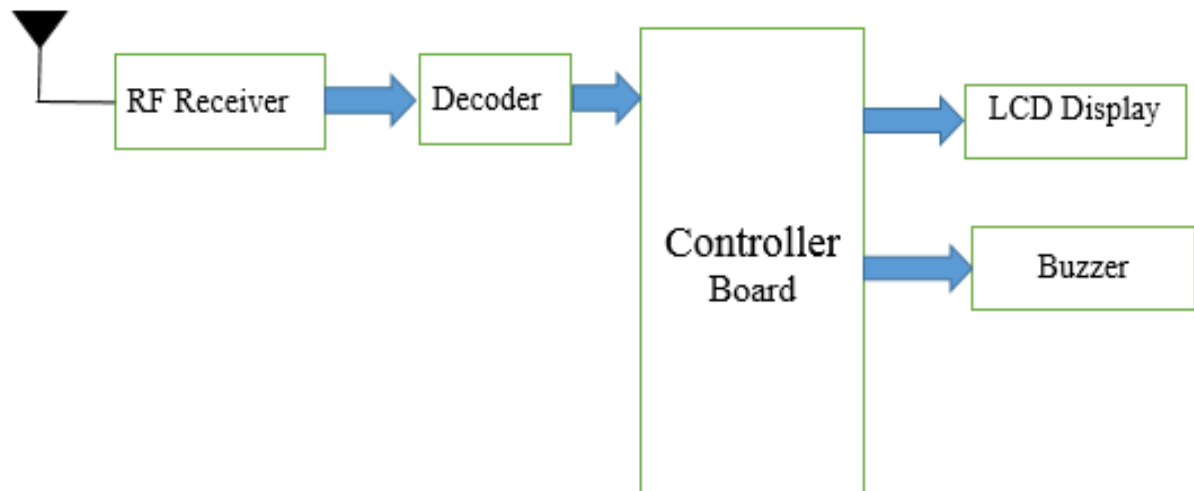 RF Receiver
Decoder
Controller
Board
LCD Display
Buzzer